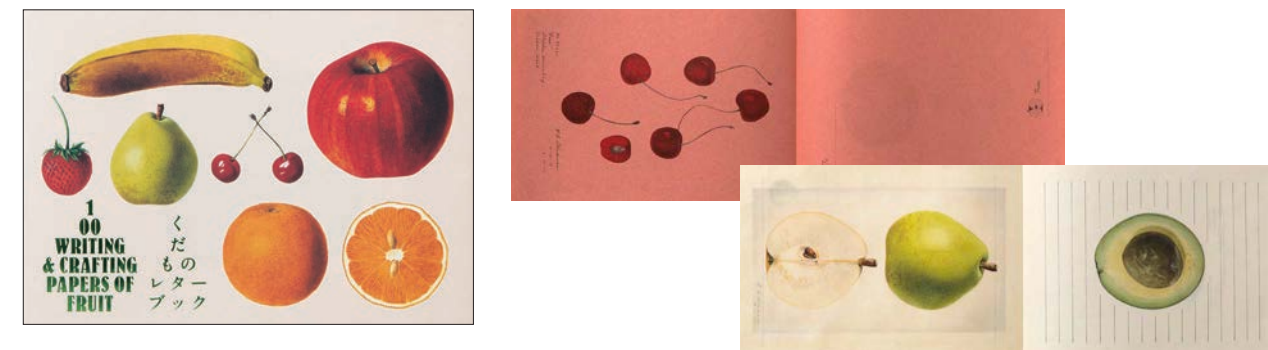 1
00
WRITING
& CRAFTING
PAPERS OF
FRUIT
く
だ
もの
レター
ブック